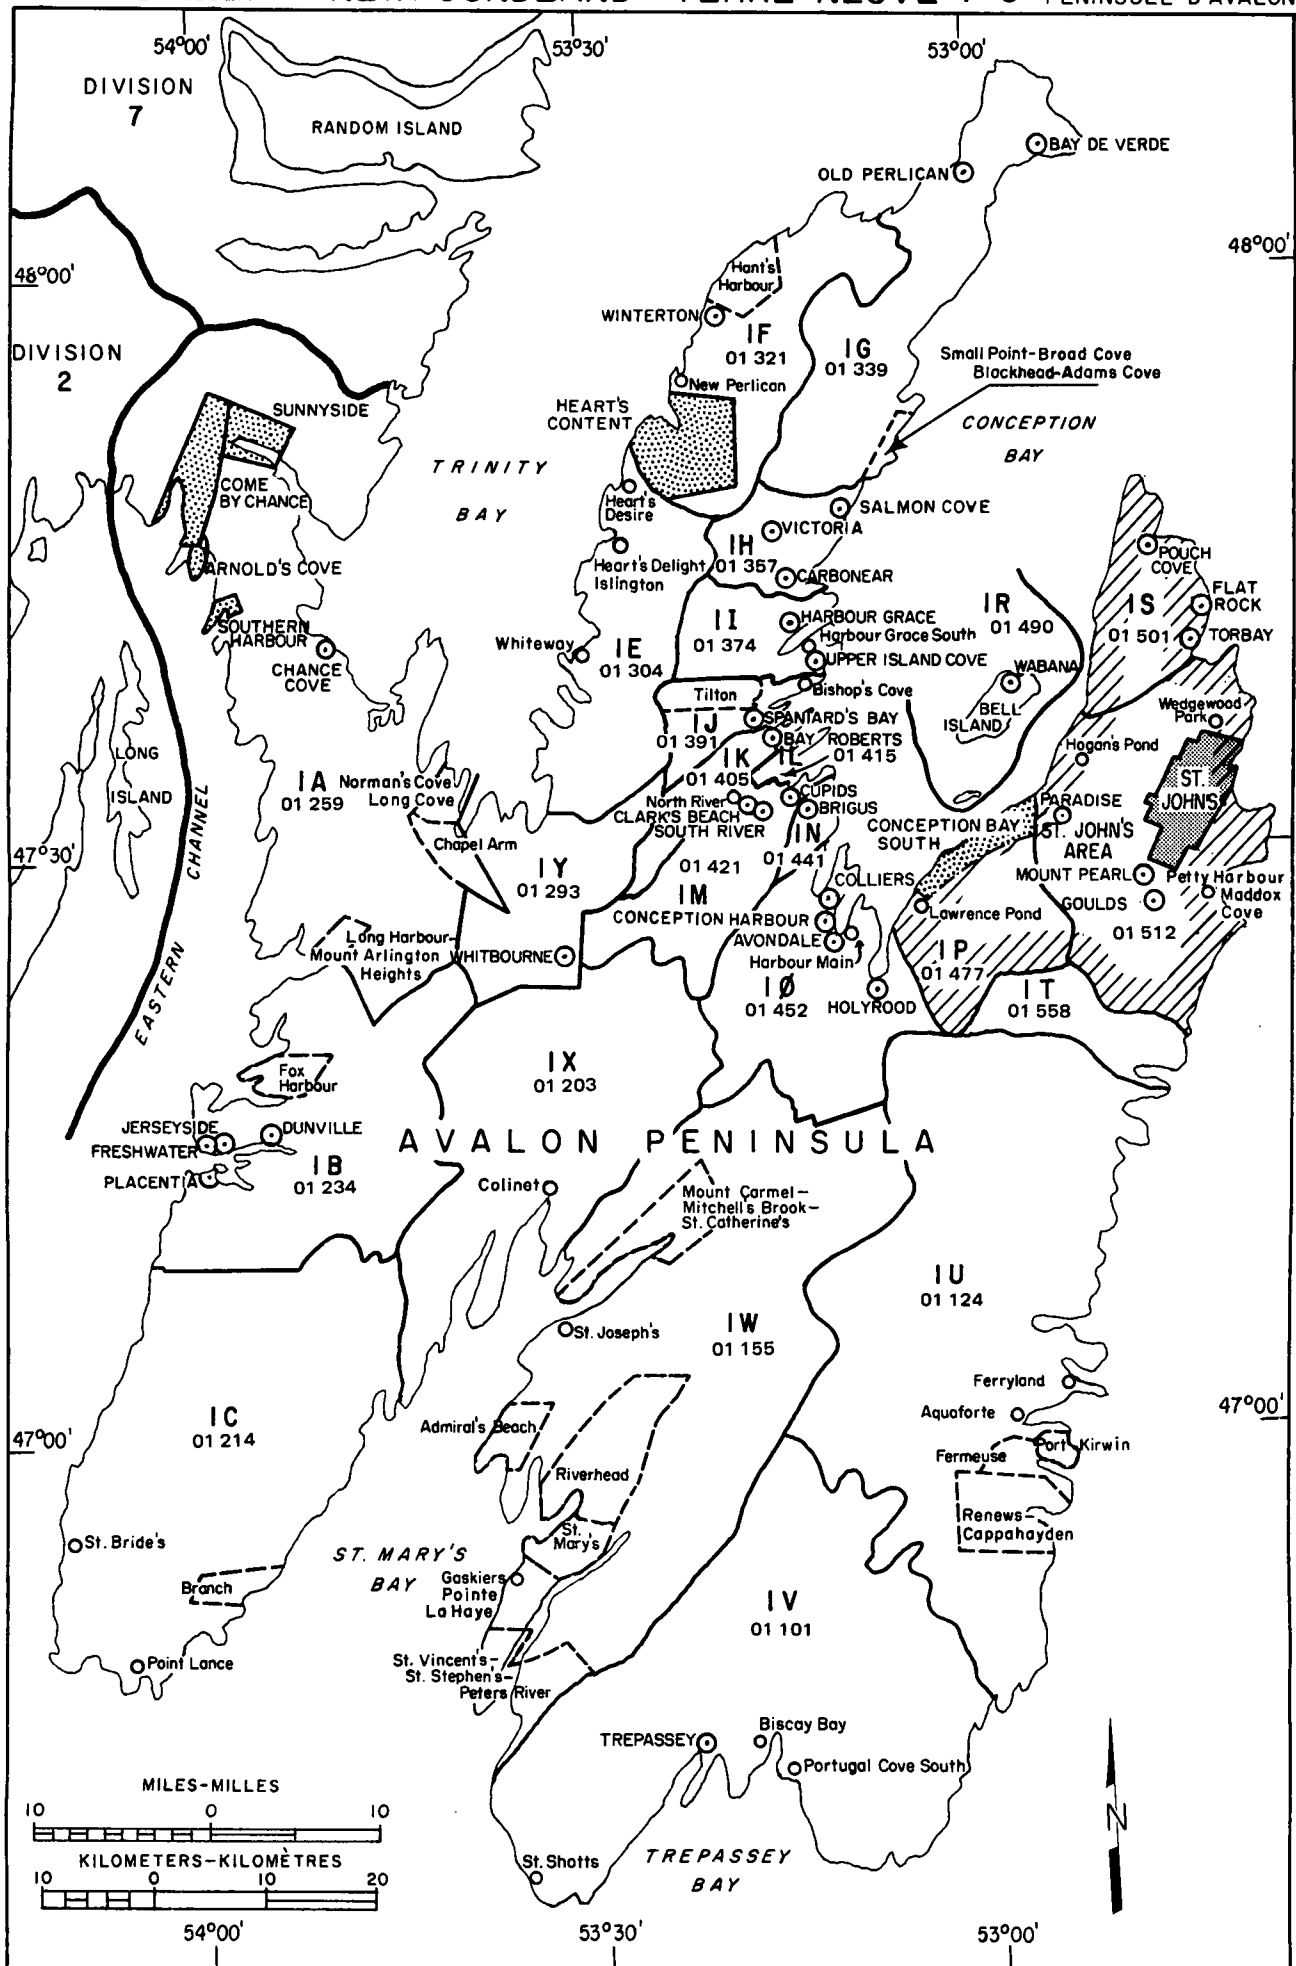 TERRE-NEUVE
PÉNINSULE D'AVALON
54°00'
53°30'
53°00'
DIVISION
7
RANDOM ISLAND
BAY DE VERDE
OLD PERLICAN
48°00'
48°00'
Hant's
Harbour
WINTERTON
IF
01 321
IG
01 339
DIVISION
2
Small Point-Broad Cove
Blackhead-Adams Cove
New Perlican
SUNNYSIDE
HEART'S
CONTENT
CONCEPTION
BAY
TRINITY
BAY
COME
BY CHANCE
Heart's
Desire
SALMON COVE
VICTORIA
IH
01 357
POUCH
COVE
Heart's Delight
Islington
ARNOLD'S COVE
CARBONEAR
FLAT
ROCK
IR
01 490
IS
01 501
HARBOUR GRACE
Harbour Grace South
II
01 374
SOUTHERN
HARBOUR
TORBAY
Whiteway
IE
01 304
UPPER ISLAND COVE
CHANCE
COVE
WABANA
Tilton
Bishop's Cove
BELL
ISLAND
Wedgewood
Park
SPANIARD'S BAY
IJ
01 391
BAY ROBERTS
IL
01 415
Hogan's Pond
LONG
ISLAND
IK
01 405
ST.
JOHN'S
IA
01 259
Norman's Cove
Long Cove
CUPIDS
North River
BRIGUS
CLARK'S BEACH
SOUTH RIVER
PARADISE
CONCEPTION BAY
SOUTH
ST. JOHN'S
AREA
IN
01 441
Chapel Arm
47°30'
EASTERN CHANNEL
IY
01 293
01 421
IM
COLLIERS
MOUNT PEARL
Petty Harbour
Maddox
Cove
GOULDS
CONCEPTION HARBOUR
Lawrence Pond
01 512
Long Harbour-
Mount Arlington
Heights
AVONDALE
WHITBOURNE
Harbour Main
IP
01 477
IØ
01 452
HOLYROOD
IT
01 558
IX
01 203
Fox
Harbour
JERSEYSIDE
DUNVILLE
FRESHWATER
AVALON PENINSULA
PLACENTIA
IB
01 234
Colinet
Mount Carmel-
Mitchell's Brook-
St. Catherine's
IU
01 124
IW
01 155
St. Joseph's
Ferryland
IC
01 214
Aquaforte
47°00'
47°00'
Admiral's Beach
Port Kirwin
Fermeuse
Riverhead
Renews-
Cappahayden
St.
Mary's
St. Bride's
ST. MARY'S
BAY
Branch
Gaskiers
Pointe
La Haye
IV
01 101
St. Vincent's-
St. Stephen's-
Peters River
Point Lance
TREPASSEY
Biscay Bay
Portugal Cove South
MILES-MILLES
10 0 10
N
KILOMETERS-KILOMÈTRES
10 0 10 20
St. Shotts
TREPASSEY
BAY
54°00'
53°30'
53°00'